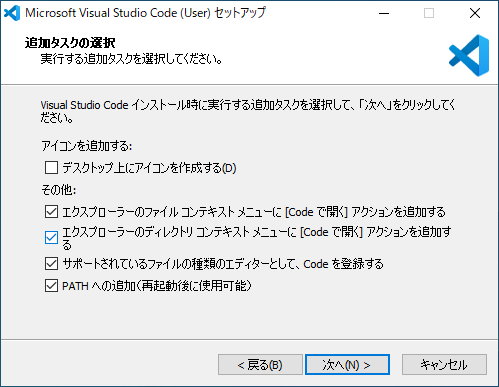 Microsoft Visual Studio Code (User) セットアップ
追加タスクの選択
実行する追加タスクを選択してください。
Visual Studio Code インストール時に実行する追加タスクを選択して、「次へ」をクリックしてく
ださい。
アイコンを追加する:
デスクトップ上にアイコンを作成する(D)
その他:
エクスプローラーのファイル コンテキスト メニューに [Code で開く] アクションを追加する
エクスプローラーのディレクトリ コンテキスト メニューに [Code で開く] アクションを追加す
る
サポートされているファイルの種類のエディターとして、Code を登録する
PATH への追加（再起動後に使用可能）
< 戻る(B)
次へ(N) >
キャンセル